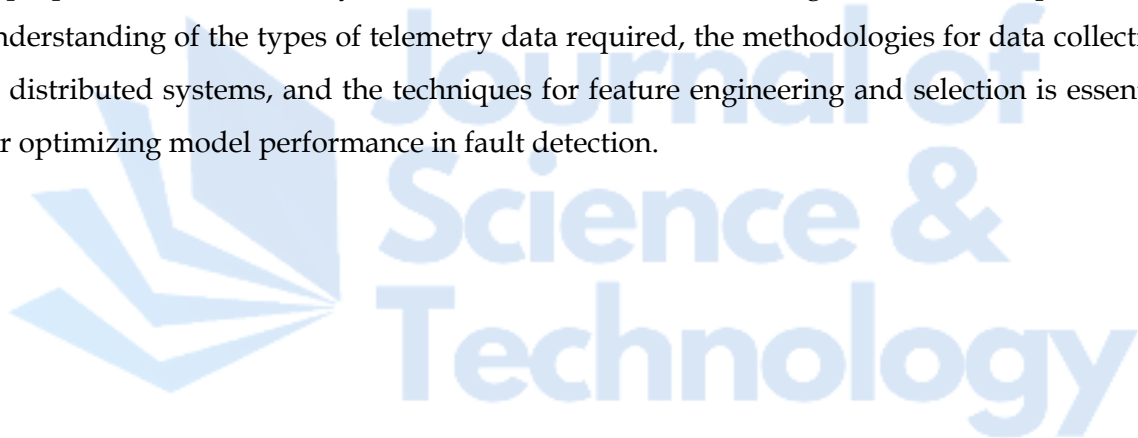 understanding of the types of telemetry data required, the methodologies for data collecti
distributed systems, and the techniques for feature engineering and selection is essen
r optimizing model performance in fault detection.
Journal of
Science &
Technology